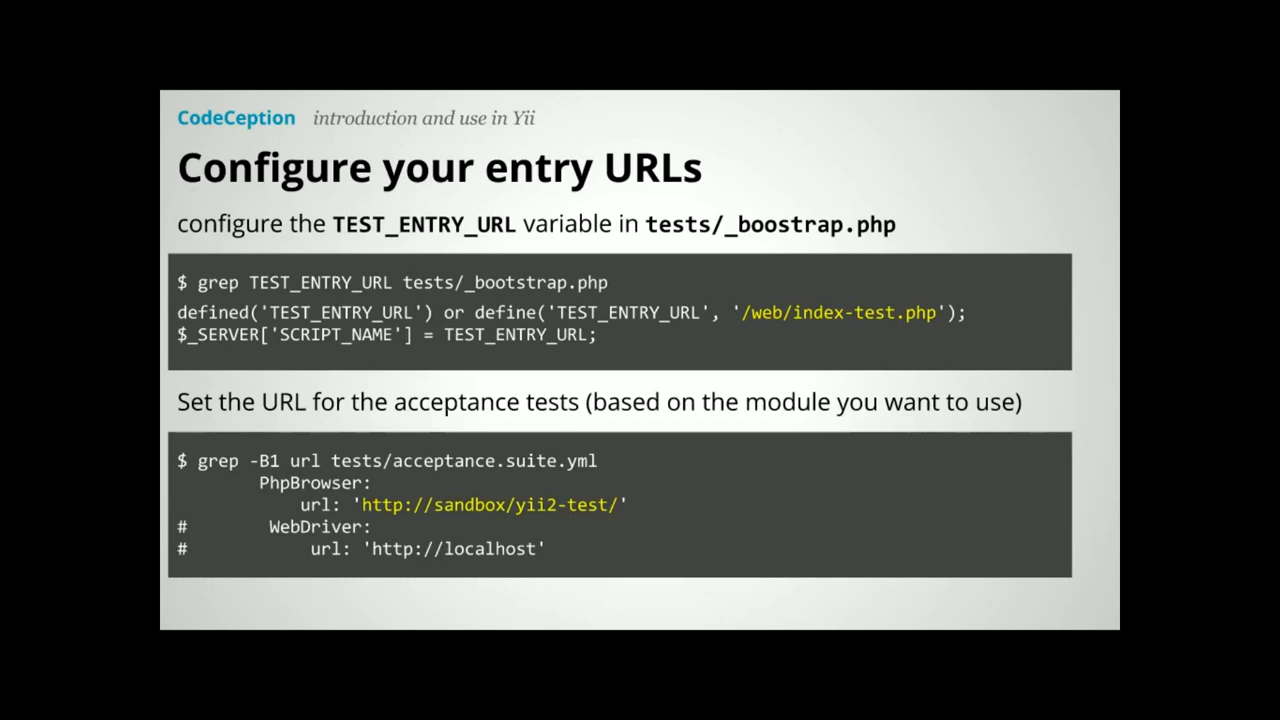 CodeCeption introduction and use in Yii
Configure your entry URLs
configure the TEST_ENTRY_URL variable in tests/_boostrap.php
$ grep TEST_ENTRY_URL tests/_bootstrap.php
defined('TEST_ENTRY_URL') or define('TEST_ENTRY_URL', '/web/index-test.php');
$_SERVER['SCRIPT_NAME'] = TEST_ENTRY_URL;
Set the URL for the acceptance tests (based on the module you want to use)
$ grep -B1 url tests/acceptance.suite.yml
PhpBrowser:
url: 'http://sandbox/yii2-test/'
# WebDriver:
# url: 'http://localhost'